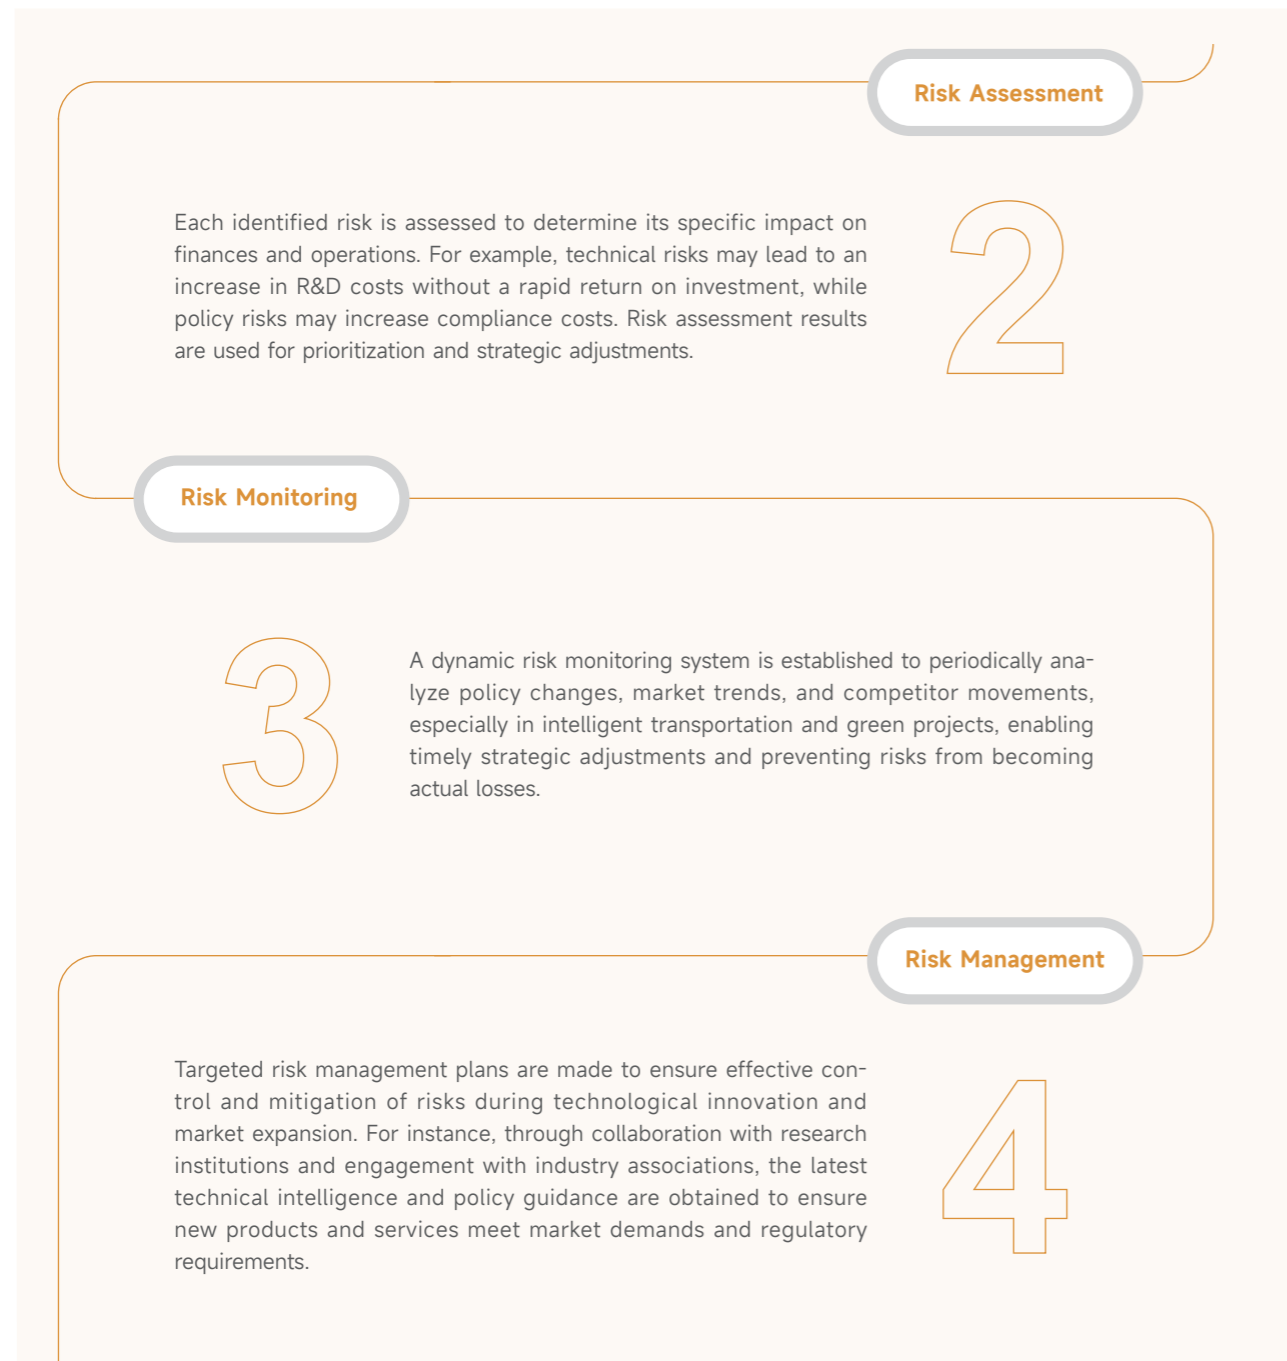 Risk Assessment
Each identified risk is assessed to determine its specific impact on
finances and operations. For example, technical risks may lead to an
increase in R&D costs without a rapid return on investment, while
policy risks may increase compliance costs. Risk assessment results
are used for prioritization and strategic adjustments.
2
Risk Monitoring
3
A dynamic risk monitoring system is established to periodically ana-
lyze policy changes, market trends, and competitor movements,
especially in intelligent transportation and green projects, enabling
timely strategic adjustments and preventing risks from becoming
actual losses.
Risk Management
Targeted risk management plans are made to ensure effective con-
trol and mitigation of risks during technological innovation and
market expansion. For instance, through collaboration with research
institutions and engagement with industry associations, the latest
technical intelligence and policy guidance are obtained to ensure
new products and services meet market demands and regulatory
requirements.
4